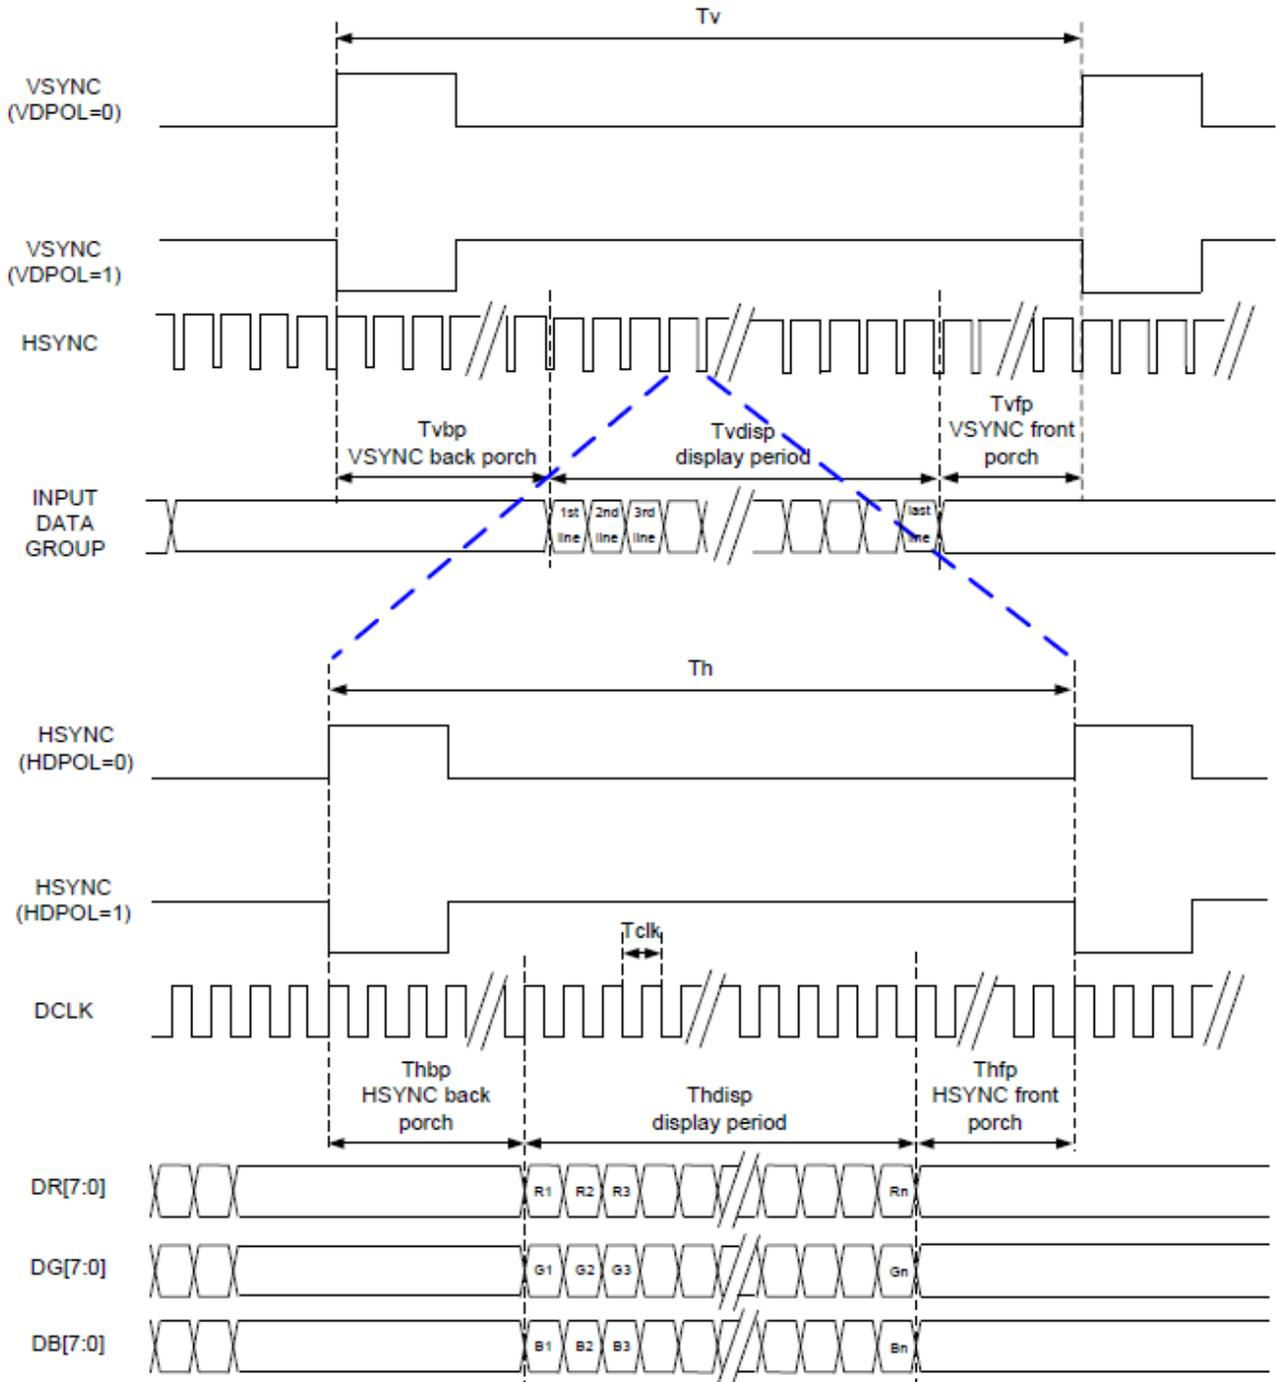 Tv
VSYNC
(VDPOL=0)
VSYNC
(VDPOL=1)
HSYNC
Tvbp
VSYNC back porch
Tvdisp
display period
Tvfp
VSYNC front
porch
INPUT
DATA
GROUP
1st
line
2nd
line
3rd
line
last
line
Th
HSYNC
(HDPOL=0)
HSYNC
(HDPOL=1)
Tclk
DCLK
Thbp
HSYNC back
porch
Thdisp
display period
Thfp
HSYNC front
porch
DR[7:0]
R1 R2 R3 Rn
DG[7:0]
G1 G2 G3 Gn
DB[7:0]
B1 B2 B3 Bn